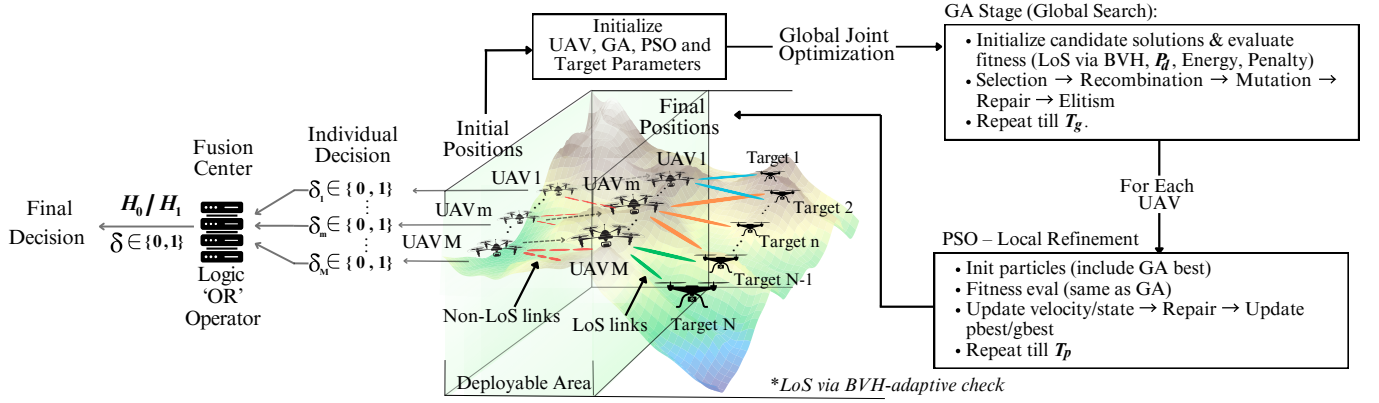 Initialize
UAV, GA, PSO and
Target Parameters
Global Joint
Optimization
GA Stage (Global Search):
• Initialize candidate solutions & evaluate
fitness (LoS via BVH, P_d, Energy, Penalty)
• Selection → Recombination → Mutation →
Repair → Elitism
• Repeat till T_g.
For Each
UAV
PSO – Local Refinement
• Init particles (include GA best)
• Fitness eval (same as GA)
• Update velocity/state → Repair → Update
pbest/gbest
• Repeat till T_p
Final
Positions
Initial
Positions
Individual
Decision
Fusion
Center
Final
Decision
H_0 / H_1
δ ∈ {0,1}
Logic
'OR'
Operator
δ_1 ∈ {0,1}
δ_m ∈ {0,1}
δ_M ∈ {0,1}
UAV 1
UAV m
UAV M
UAV 1
UAV m
UAV M
Target 1
Target 2
Target n
Target N-1
Target N
Non-LoS links
LoS links
Deployable Area
*LoS via BVH-adaptive check